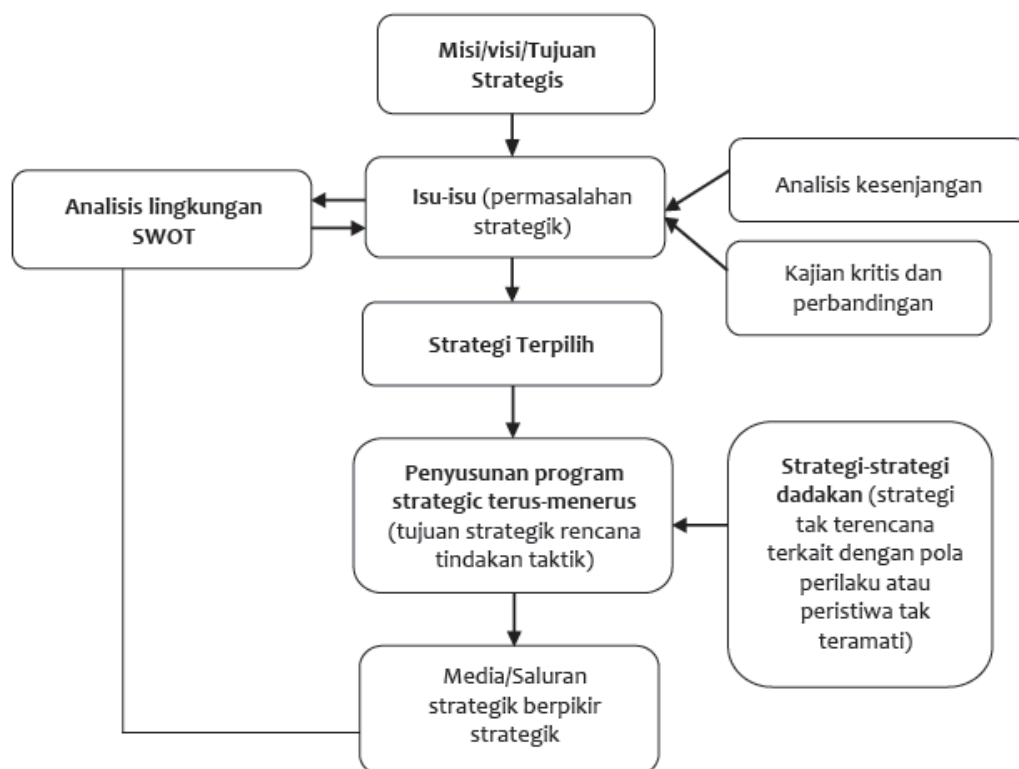 Misi/visi/Tujuan
Strategis
Analisis lingkungan
SWOT
Isu-isu (permasalahan
strategik)
Analisis kesenjangan
Kajian kritis dan
perbandingan
Strategi Terpilih
Penyusunan program
strategic terus-menerus
(tujuan strategik rencana
tindakan taktik)
Strategi-strategi
dadakan (strategi
tak terencana
terkait dengan pola
perilaku atau
peristiwa tak
teramati)
Media/Saluran
strategik berpikir
strategik